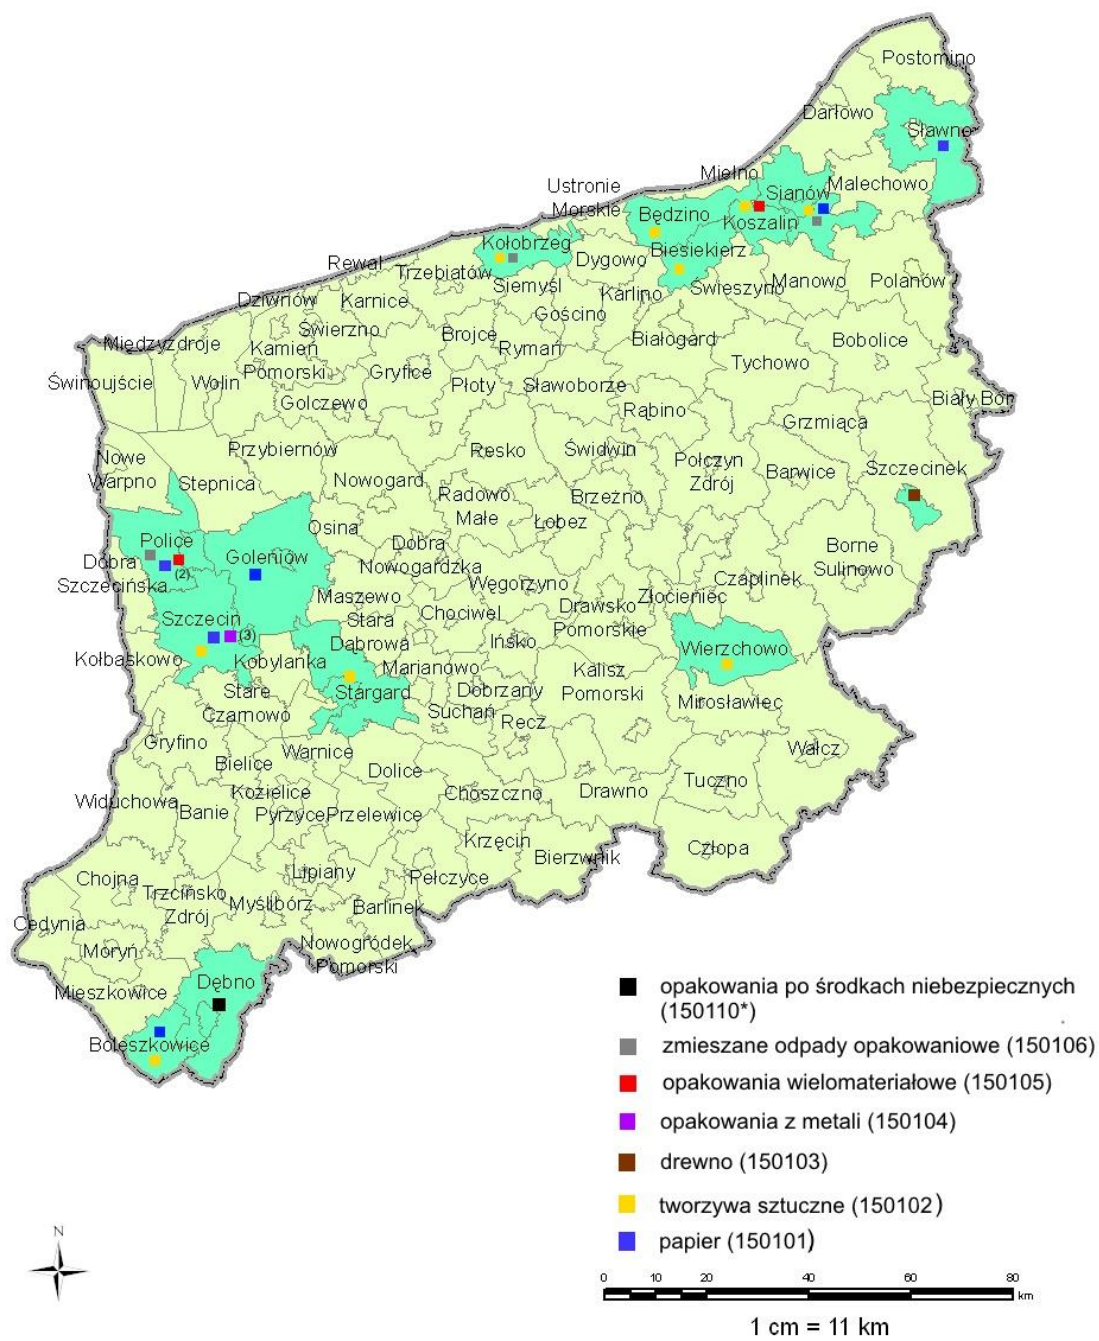 Postomino
Darłowo
Sławno
Mielno
Sianów
Malechowo
Ustronie
Morskie
Będzino
Koszalin
Kołobrzeg
Biesiekierz
Dygowo
Rewal
Trzebiatów
Siemyśl
Karlino
Świeszyno
Manowo
Polanów
Dziwnów
Karnice
Gościno
Świerzno
Brojce
Rymań
Białogard
Bobolice
Międzyzdroje
Kamień
Pomorski
Tychowo
Świnoujście
Wolin
Gryfice
Płoty
Sławoborze
Biały Bór
Golczewo
Rąbino
Grzmiąca
Przybiernów
Resko
Świdwin
Połczyn
Zdrój
Barwice
Szczecinek
Nowe
Warpno
Stepnica
Nowogard
Radowo
Małe
Brzeżno
Osina
Łobez
Police
(2)
Goleniów
Dobra
Nowogardzka
Borne
Sulinowo
Dobra
Szczecińska
Maszewo
Węgorzyno
Czaplinek
Złocieniec
Szczecin
(3)
Stara
Dąbrowa
Chociwel
Drawsko
Pomorskie
Ińsko
Wierzchowo
Kołbaskowo
Kobylanka
Marianowo
Kalisz
Pomorski
Stare
Czarnowo
Stargard
Dobrzany
Suchań
Recz
Mirosławiec
Gryfino
Warnice
Wałcz
Bielice
Dolice
Tuczno
Widuchowa
Banie
Kozielice
Pyrzyce
Przelewice
Choszczno
Drawno
Krzęcin
Bierzwnik
Człopa
Chojna
Trzcińsko
Zdrój
Lipiany
Pełczyce
Cedynia
Myślibórz
Barlinek
Moryń
Nowogródek
Pomorski
Mieszkowice
Dębno
Boleszkowice
opakowania po środkach niebezpiecznych
(150110*)
zmieszane odpady opakowaniowe (150106)
opakowania wielomateriałowe (150105)
opakowania z metali (150104)
drewno (150103)
tworzywa sztuczne (150102)
papier (150101)
N
0 10 20 40 60 80
km
1 cm = 11 km